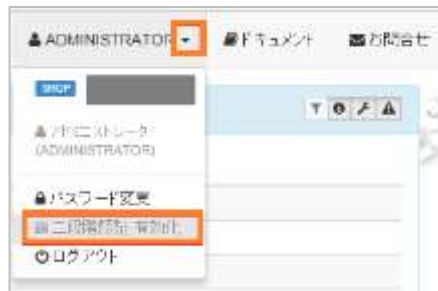 ADMINISTRATOR
ドキュメント
お問合せ
SHOP
アドミニストレータ
(ADMINISTRATOR)
パスワード変更
二段階認証 有効化
ログアウト